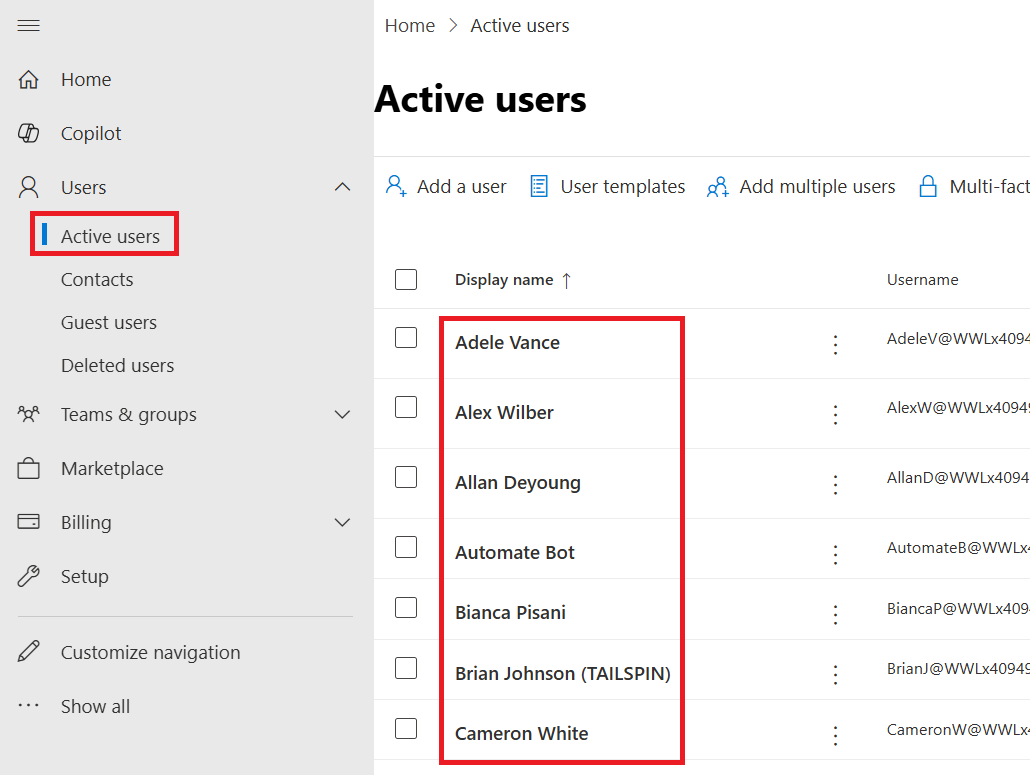 Home
Copilot
Users
Active users
Contacts
Guest users
Deleted users
Teams & groups
Marketplace
Billing
Setup
Customize navigation
Show all
Home > Active users
Active users
Add a user User templates Add multiple users Multi-fact
Display name ↑ Username
Adele Vance AdeleV@WWLx4094
Alex Wilber AlexW@WWLx40949
Allan Deyoung AllanD@WWLx4094
Automate Bot AutomateB@WWLx4
Bianca Pisani BiancaP@WWLx4094
Brian Johnson (TAILSPIN) BrianJ@WWLx40949
Cameron White CameronW@WWLx4